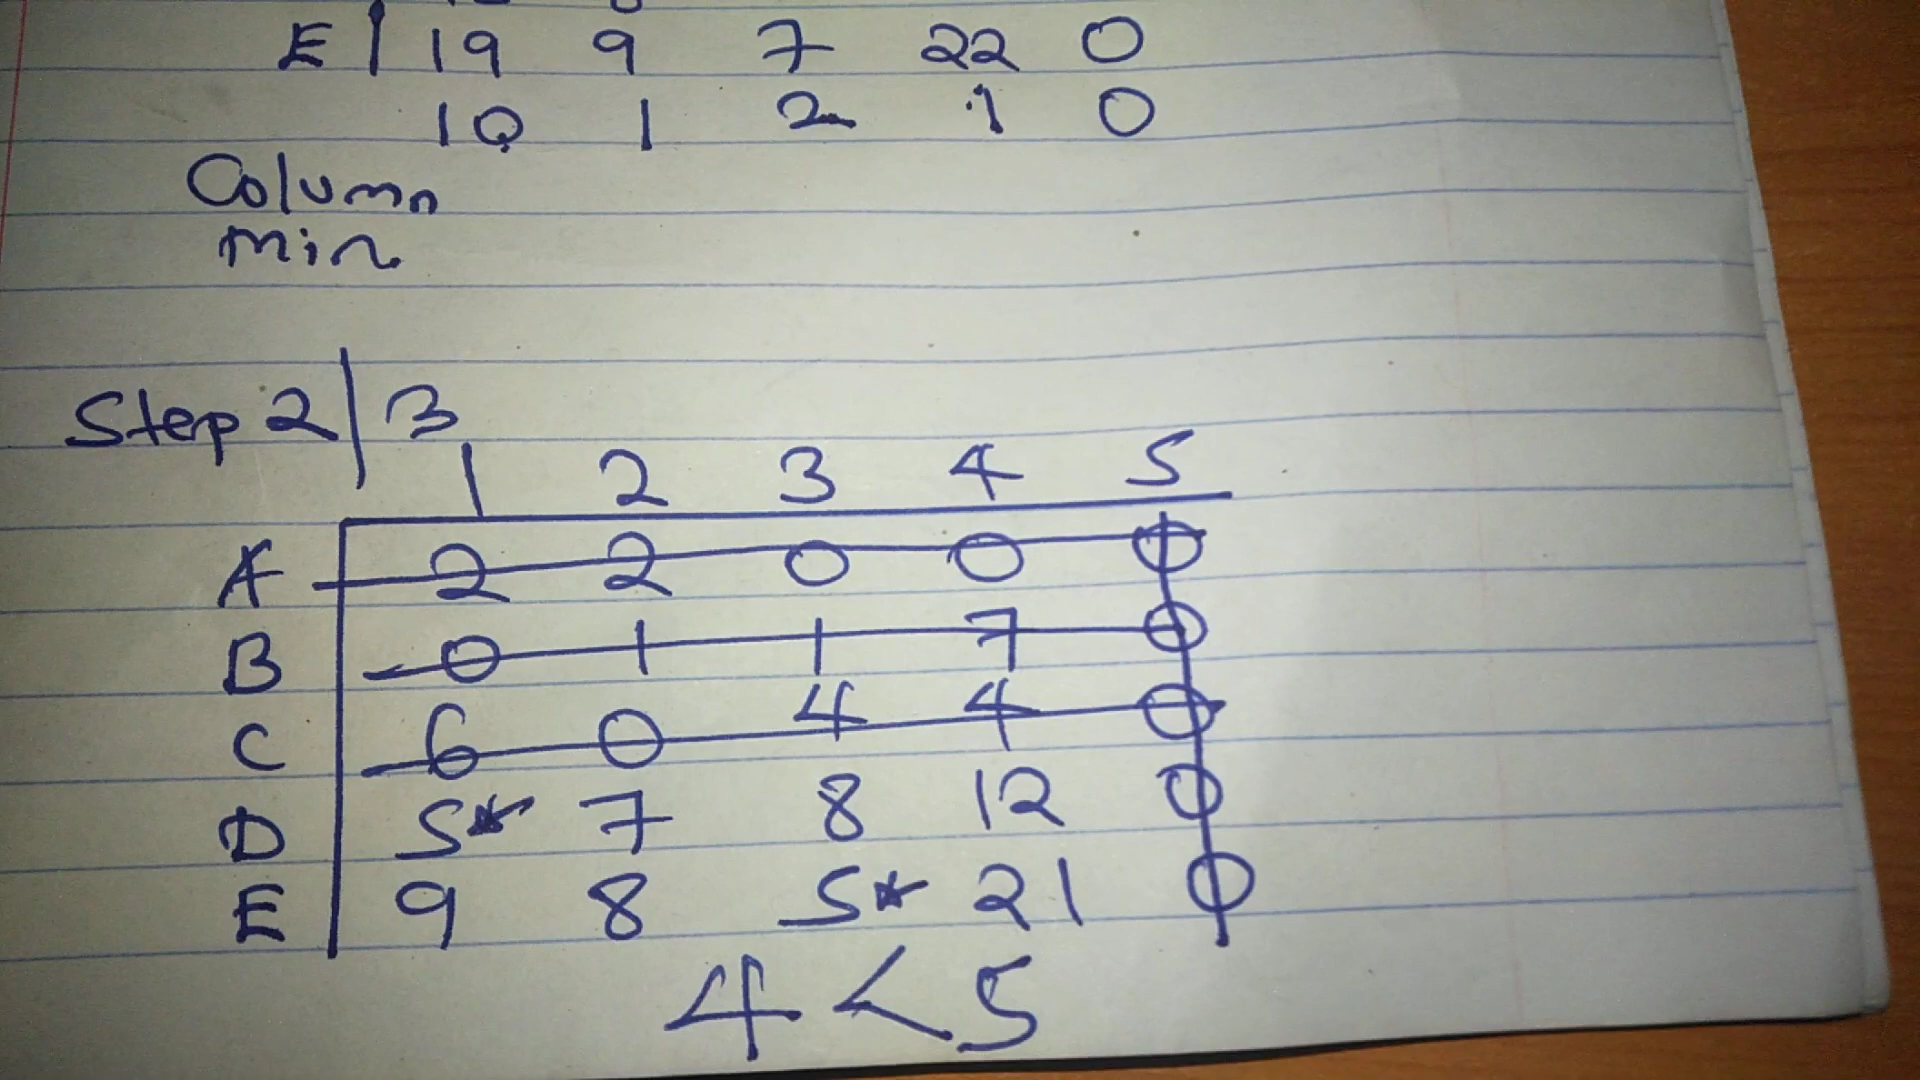 E | 19 9 7 22 0
10 1 2 1 0
Column
min
Step 2 | 3
1 2 3 4 5
A 2 2 0 0 0
B 0 1 1 7 0
C 6 0 4 4 0
D 5* 7 8 12 0
E 9 8 5* 21 0
4 < 5